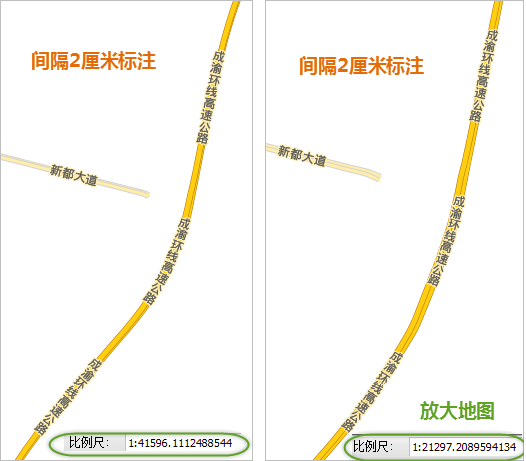 间隔2厘米标注
成渝环线高速公路
新都大道
成渝环线高速公路
成渝环线高速公路
比例尺： 1:41596.1112488544
间隔2厘米标注
成渝环线高速公路
新都大道
成渝环线高速公路
成渝环线高速公路
放大地图
比例尺： 1:21297.2089594134